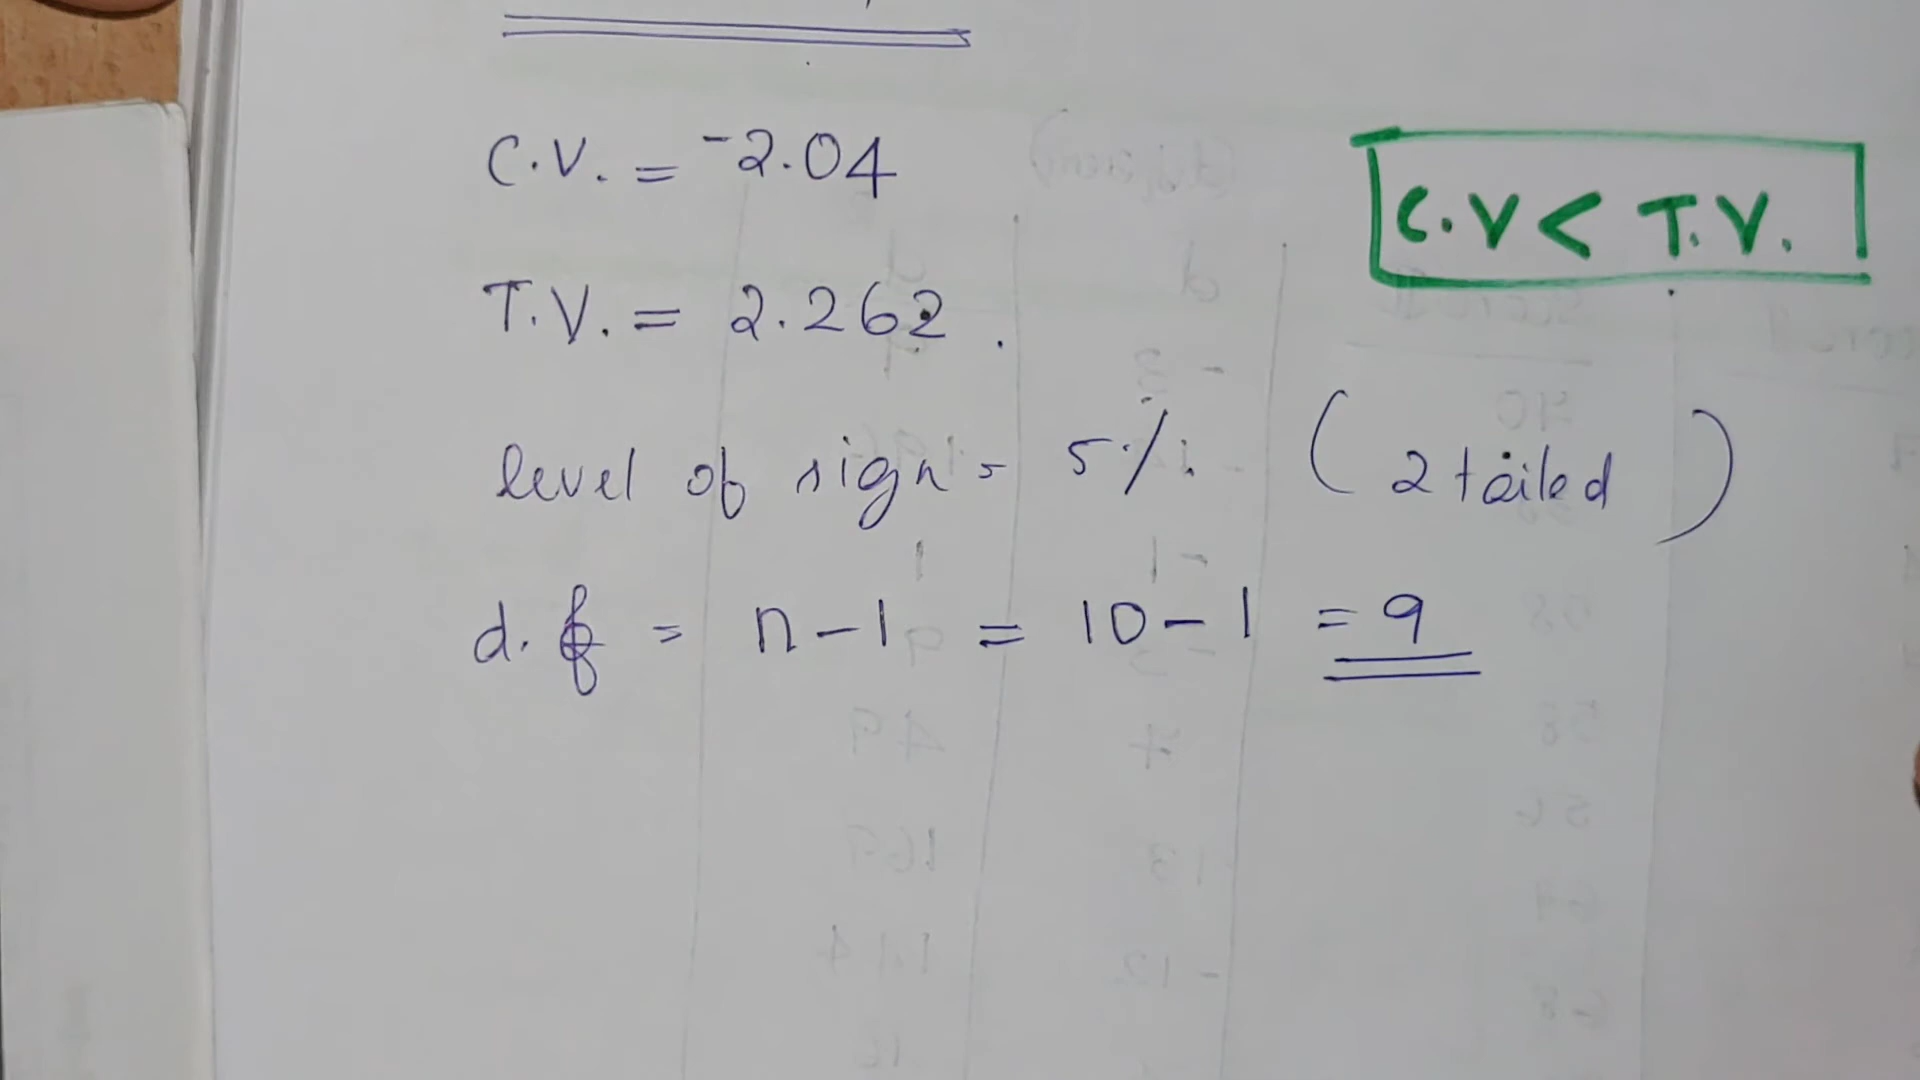 C.V. = -2.04
C.V < T.V.
T.V. = 2.262.
level of sign = 5% (2 tailed)
d.f = n-1 = 10-1 = 9